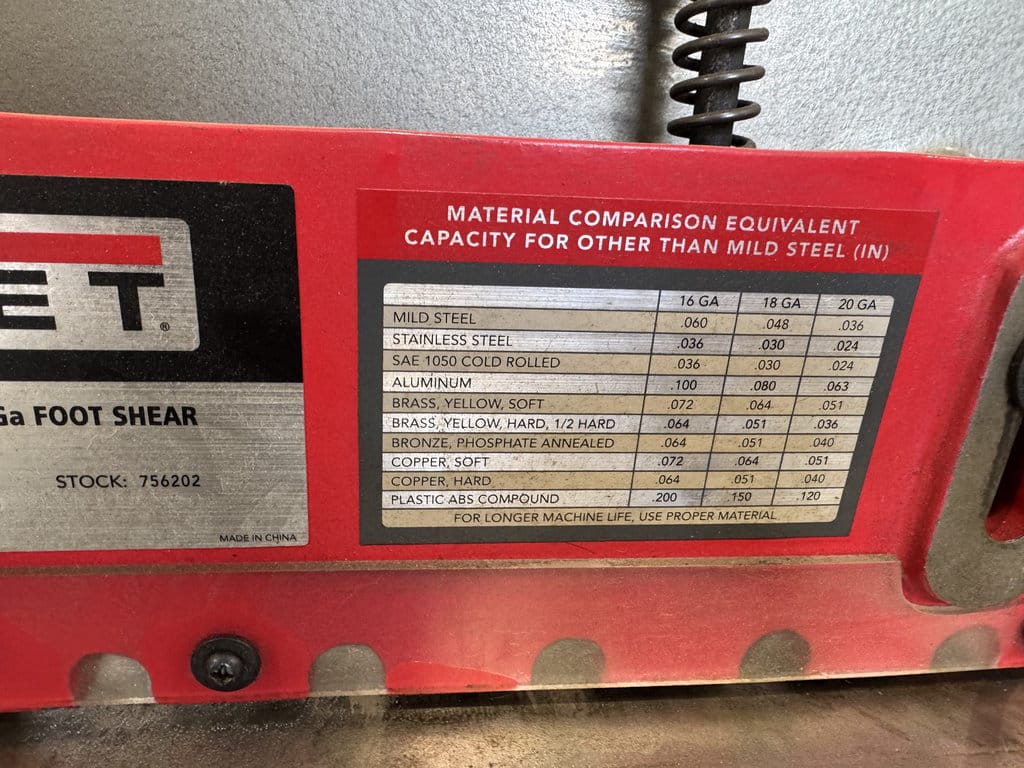 ET®
Ga FOOT SHEAR
STOCK: 756202
MADE IN CHINA
MATERIAL COMPARISON EQUIVALENT
CAPACITY FOR OTHER THAN MILD STEEL (IN)
16 GA 18 GA 20 GA
MILD STEEL .060 .048 .036
STAINLESS STEEL .036 .030 .024
SAE 1050 COLD ROLLED .036 .030 .024
ALUMINUM .100 .080 .063
BRASS, YELLOW, SOFT .072 .064 .051
BRASS, YELLOW, HARD, 1/2 HARD .064 .051 .036
BRONZE, PHOSPHATE ANNEALED .064 .051 .040
COPPER, SOFT .072 .064 .051
COPPER, HARD .064 .051 .040
PLASTIC ABS COMPOUND .200 .150 .120
FOR LONGER MACHINE LIFE, USE PROPER MATERIAL